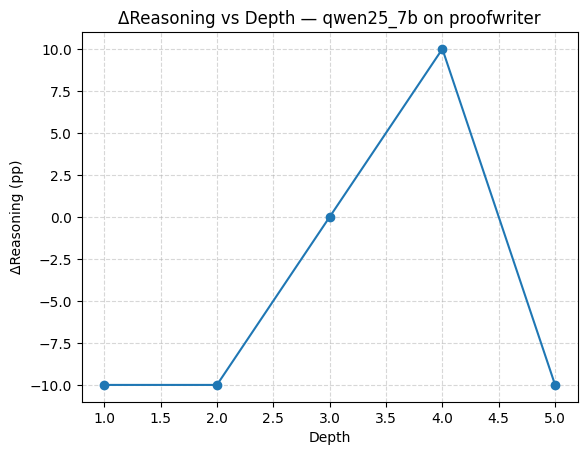 ΔReasoning vs Depth — qwen25_7b on proofwriter
10.0
7.5
5.0
2.5
0.0
−2.5
−5.0
−7.5
−10.0
ΔReasoning (pp)
1.0 1.5 2.0 2.5 3.0 3.5 4.0 4.5 5.0
Depth